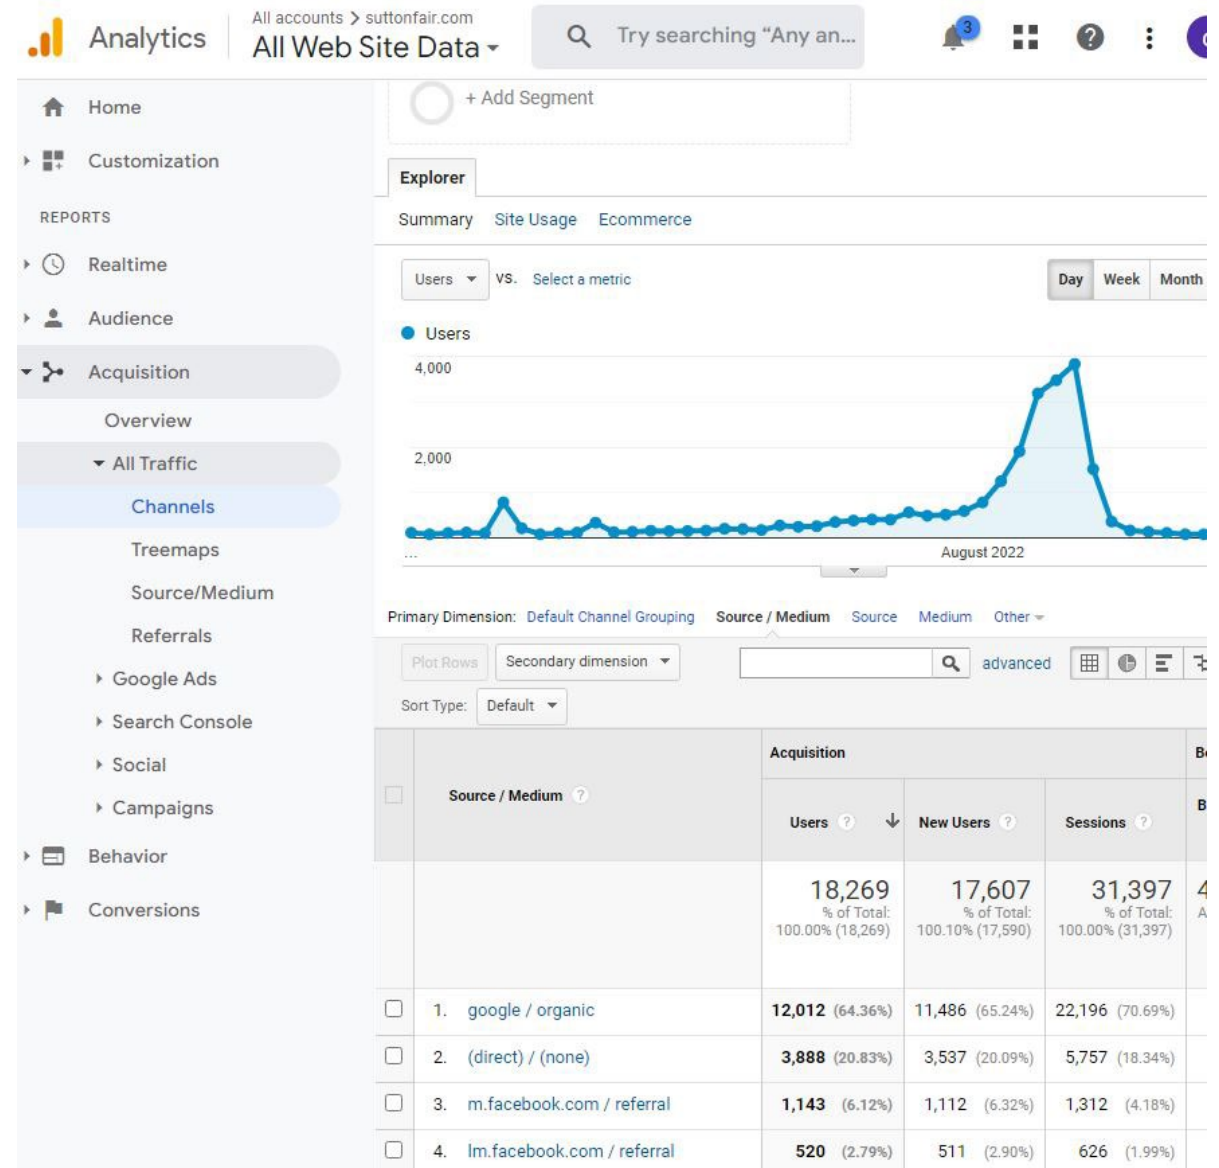 All accounts > suttonfair.com
Analytics
All Web Site Data
Try searching "Any an...
3
Home
Customization
REPORTS
Realtime
Audience
Acquisition
Overview
All Traffic
Channels
Treemaps
Source/Medium
Referrals
Google Ads
Search Console
Social
Campaigns
Behavior
Conversions
+ Add Segment
Explorer
Summary Site Usage Ecommerce
Users VS. Select a metric
Day Week Month
Users
4,000
2,000
...
August 2022
Primary Dimension: Default Channel Grouping Source / Medium Source Medium Other
Plot Rows Secondary dimension advanced
Sort Type: Default
Acquisition
Source / Medium ?
Users ? New Users ? Sessions ?
18,269 17,607 31,397
% of Total: % of Total: % of Total:
100.00% (18,269) 100.10% (17,590) 100.00% (31,397)
1. google / organic 12,012 (64.36%) 11,486 (65.24%) 22,196 (70.69%)
2. (direct) / (none) 3,888 (20.83%) 3,537 (20.09%) 5,757 (18.34%)
3. m.facebook.com / referral 1,143 (6.12%) 1,112 (6.32%) 1,312 (4.18%)
4. lm.facebook.com / referral 520 (2.79%) 511 (2.90%) 626 (1.99%)